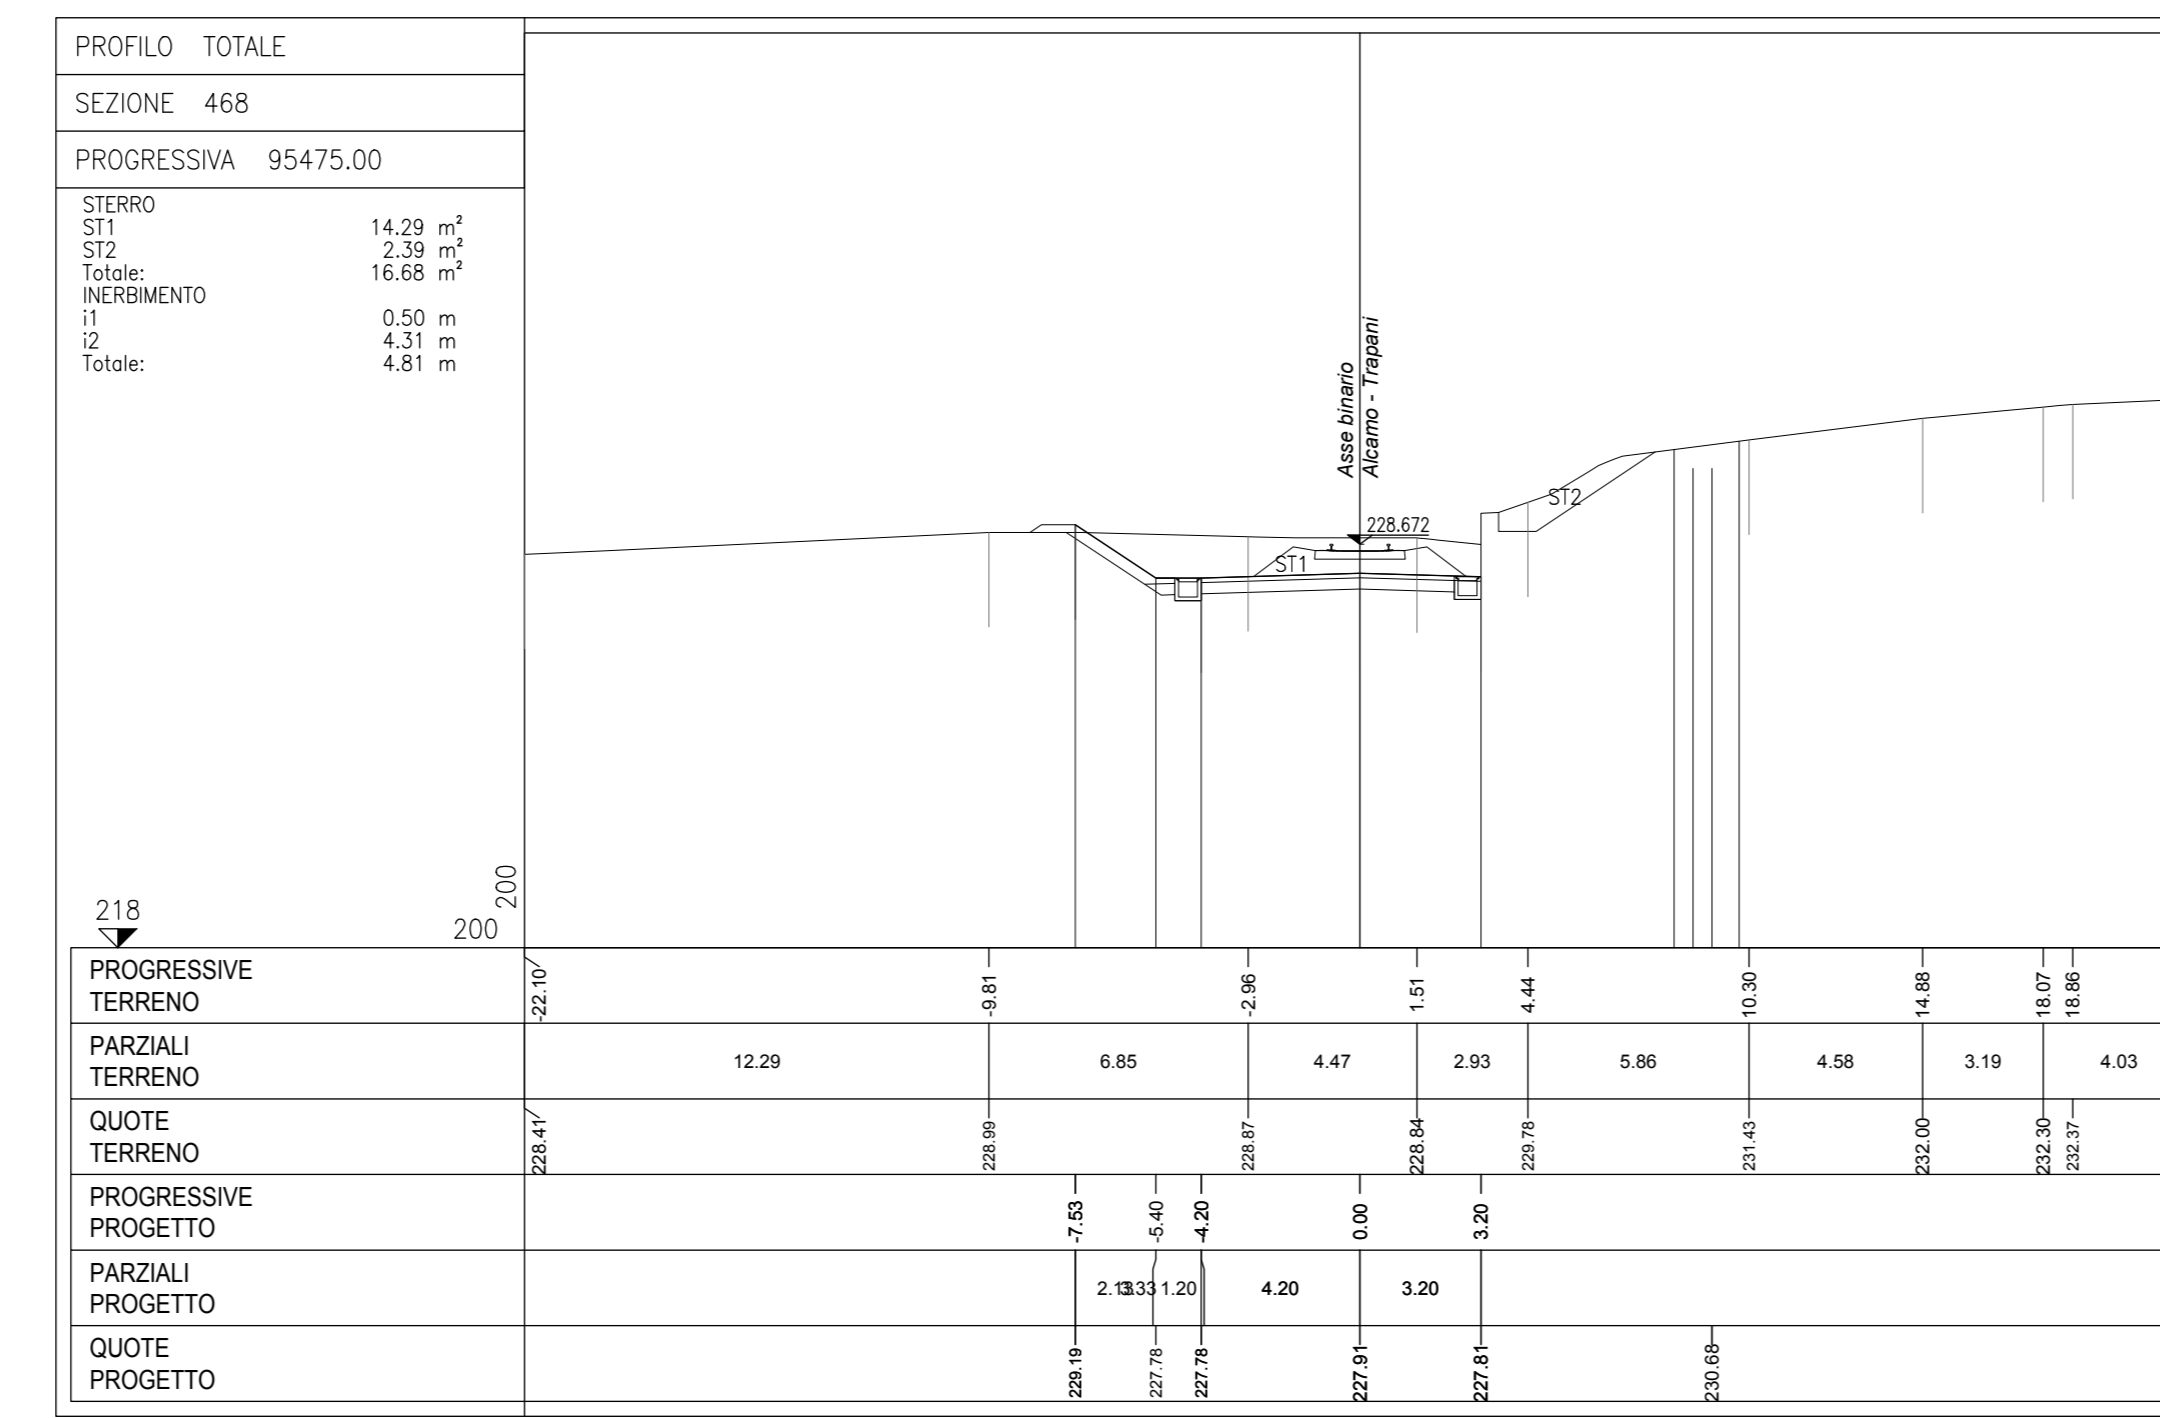 PROFILO TOTALE
SEZIONE 468
PROGRESSIVA 95475.00
STERRO
ST1 14.29 m²
ST2 2.39 m²
Totale: 16.68 m²
INERBIMENTO
i1 0.50 m
i2 4.31 m
Totale: 4.81 m
Asse binario
Alcamo - Trapani
228.672
ST1
ST2
218
200
200
PROGRESSIVE
TERRENO
-22.10 -9.81 -2.96 1.51 4.44 10.30 14.88 18.07 18.86
PARZIALI
TERRENO
12.29 6.85 4.47 2.93 5.86 4.58 3.19 4.03
QUOTE
TERRENO
228.41 228.99 228.87 228.84 229.78 231.43 232.00 232.30 232.37
PROGRESSIVE
PROGETTO
-7.53 -5.40 -4.20 0.00 3.20
PARZIALI
PROGETTO
2.13 3.33 1.20 4.20 3.20
QUOTE
PROGETTO
229.19 227.78 227.78 227.91 227.81 230.68